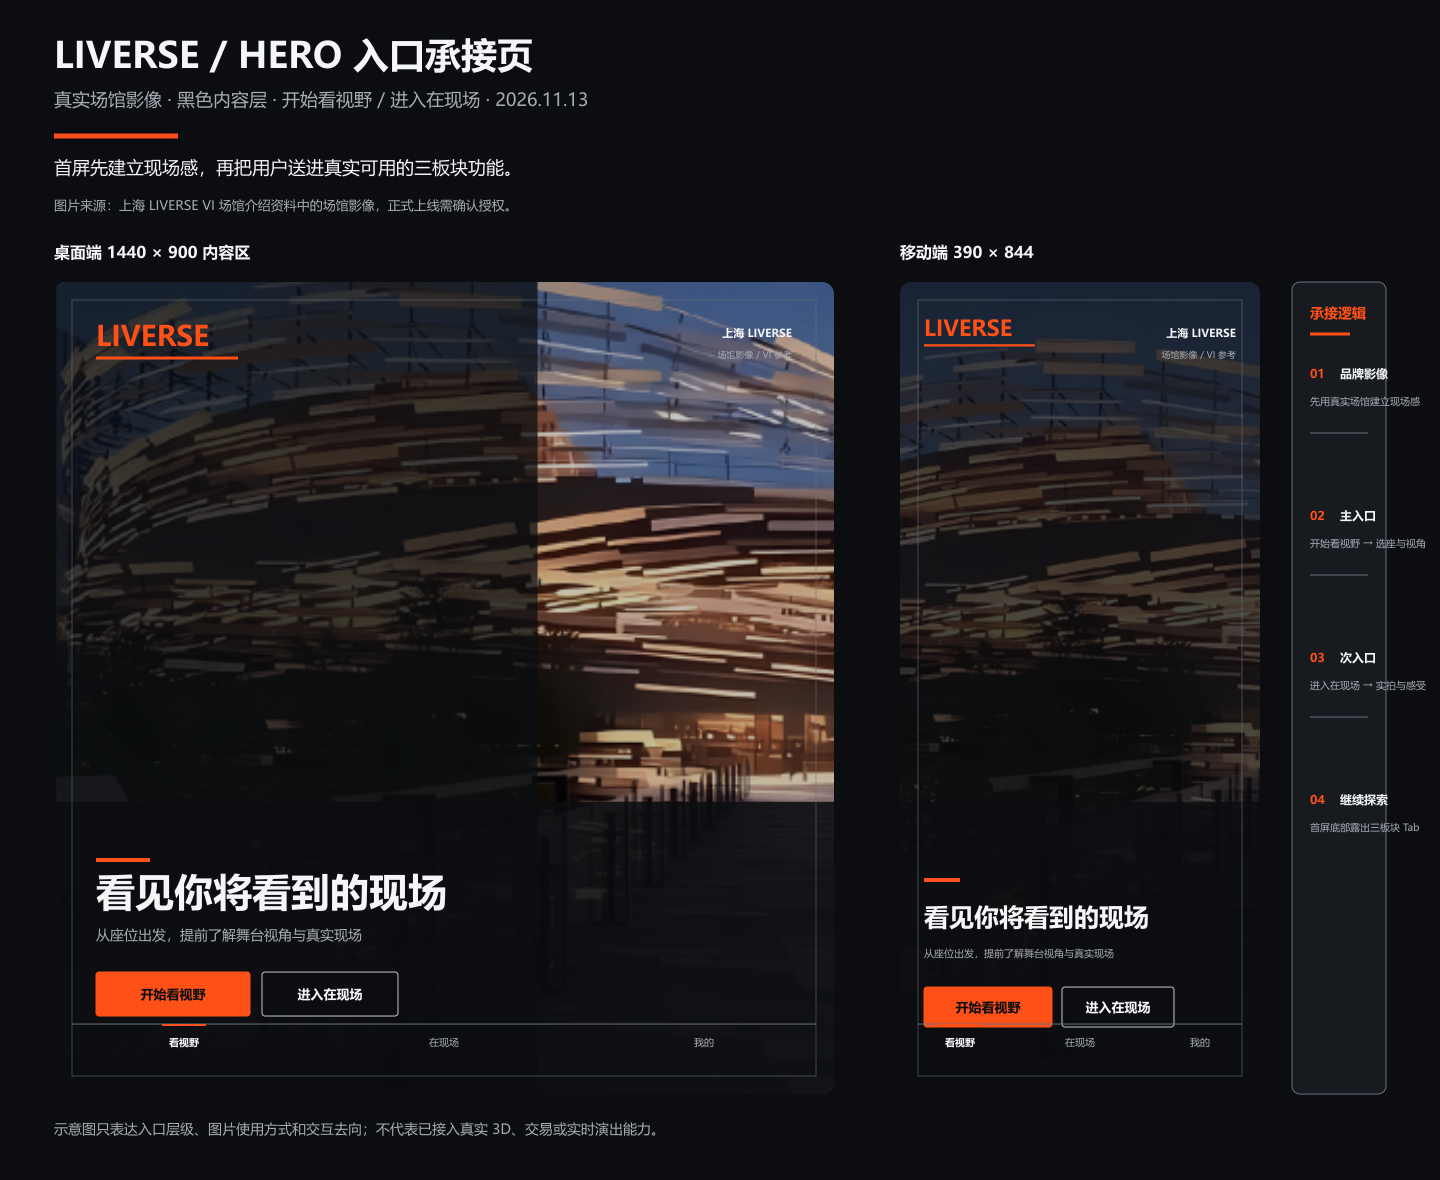 LIVERSE / HERO 入口承接页
真实场馆影像 · 黑色内容层 · 开始看视野 / 进入在现场 · 2026.11.13
首屏先建立现场感，再把用户送进真实可用的三板块功能。
图片来源：上海 LIVERSE VI 场馆介绍资料中的场馆影像，正式上线需确认授权。
桌面端 1440 × 900 内容区
LIVERSE
上海 LIVERSE
场馆影像 / VI 参考
看见你将看到的现场
从座位出发，提前了解舞台视角与真实现场
开始看视野
进入在现场
看视野
在现场
我的
移动端 390 × 844
LIVERSE
上海 LIVERSE
场馆影像 / VI 参考
看见你将看到的现场
从座位出发，提前了解舞台视角与真实现场
开始看视野
进入在现场
看视野
在现场
我的
承接逻辑
01 品牌影像
先用真实场馆建立现场感
02 主入口
开始看视野 → 选座与视角
03 次入口
进入在现场 → 实拍与感受
04 继续探索
首屏底部露出三板块 Tab
示意图只表达入口层级、图片使用方式和交互去向；不代表已接入真实 3D、交易或实时演出能力。